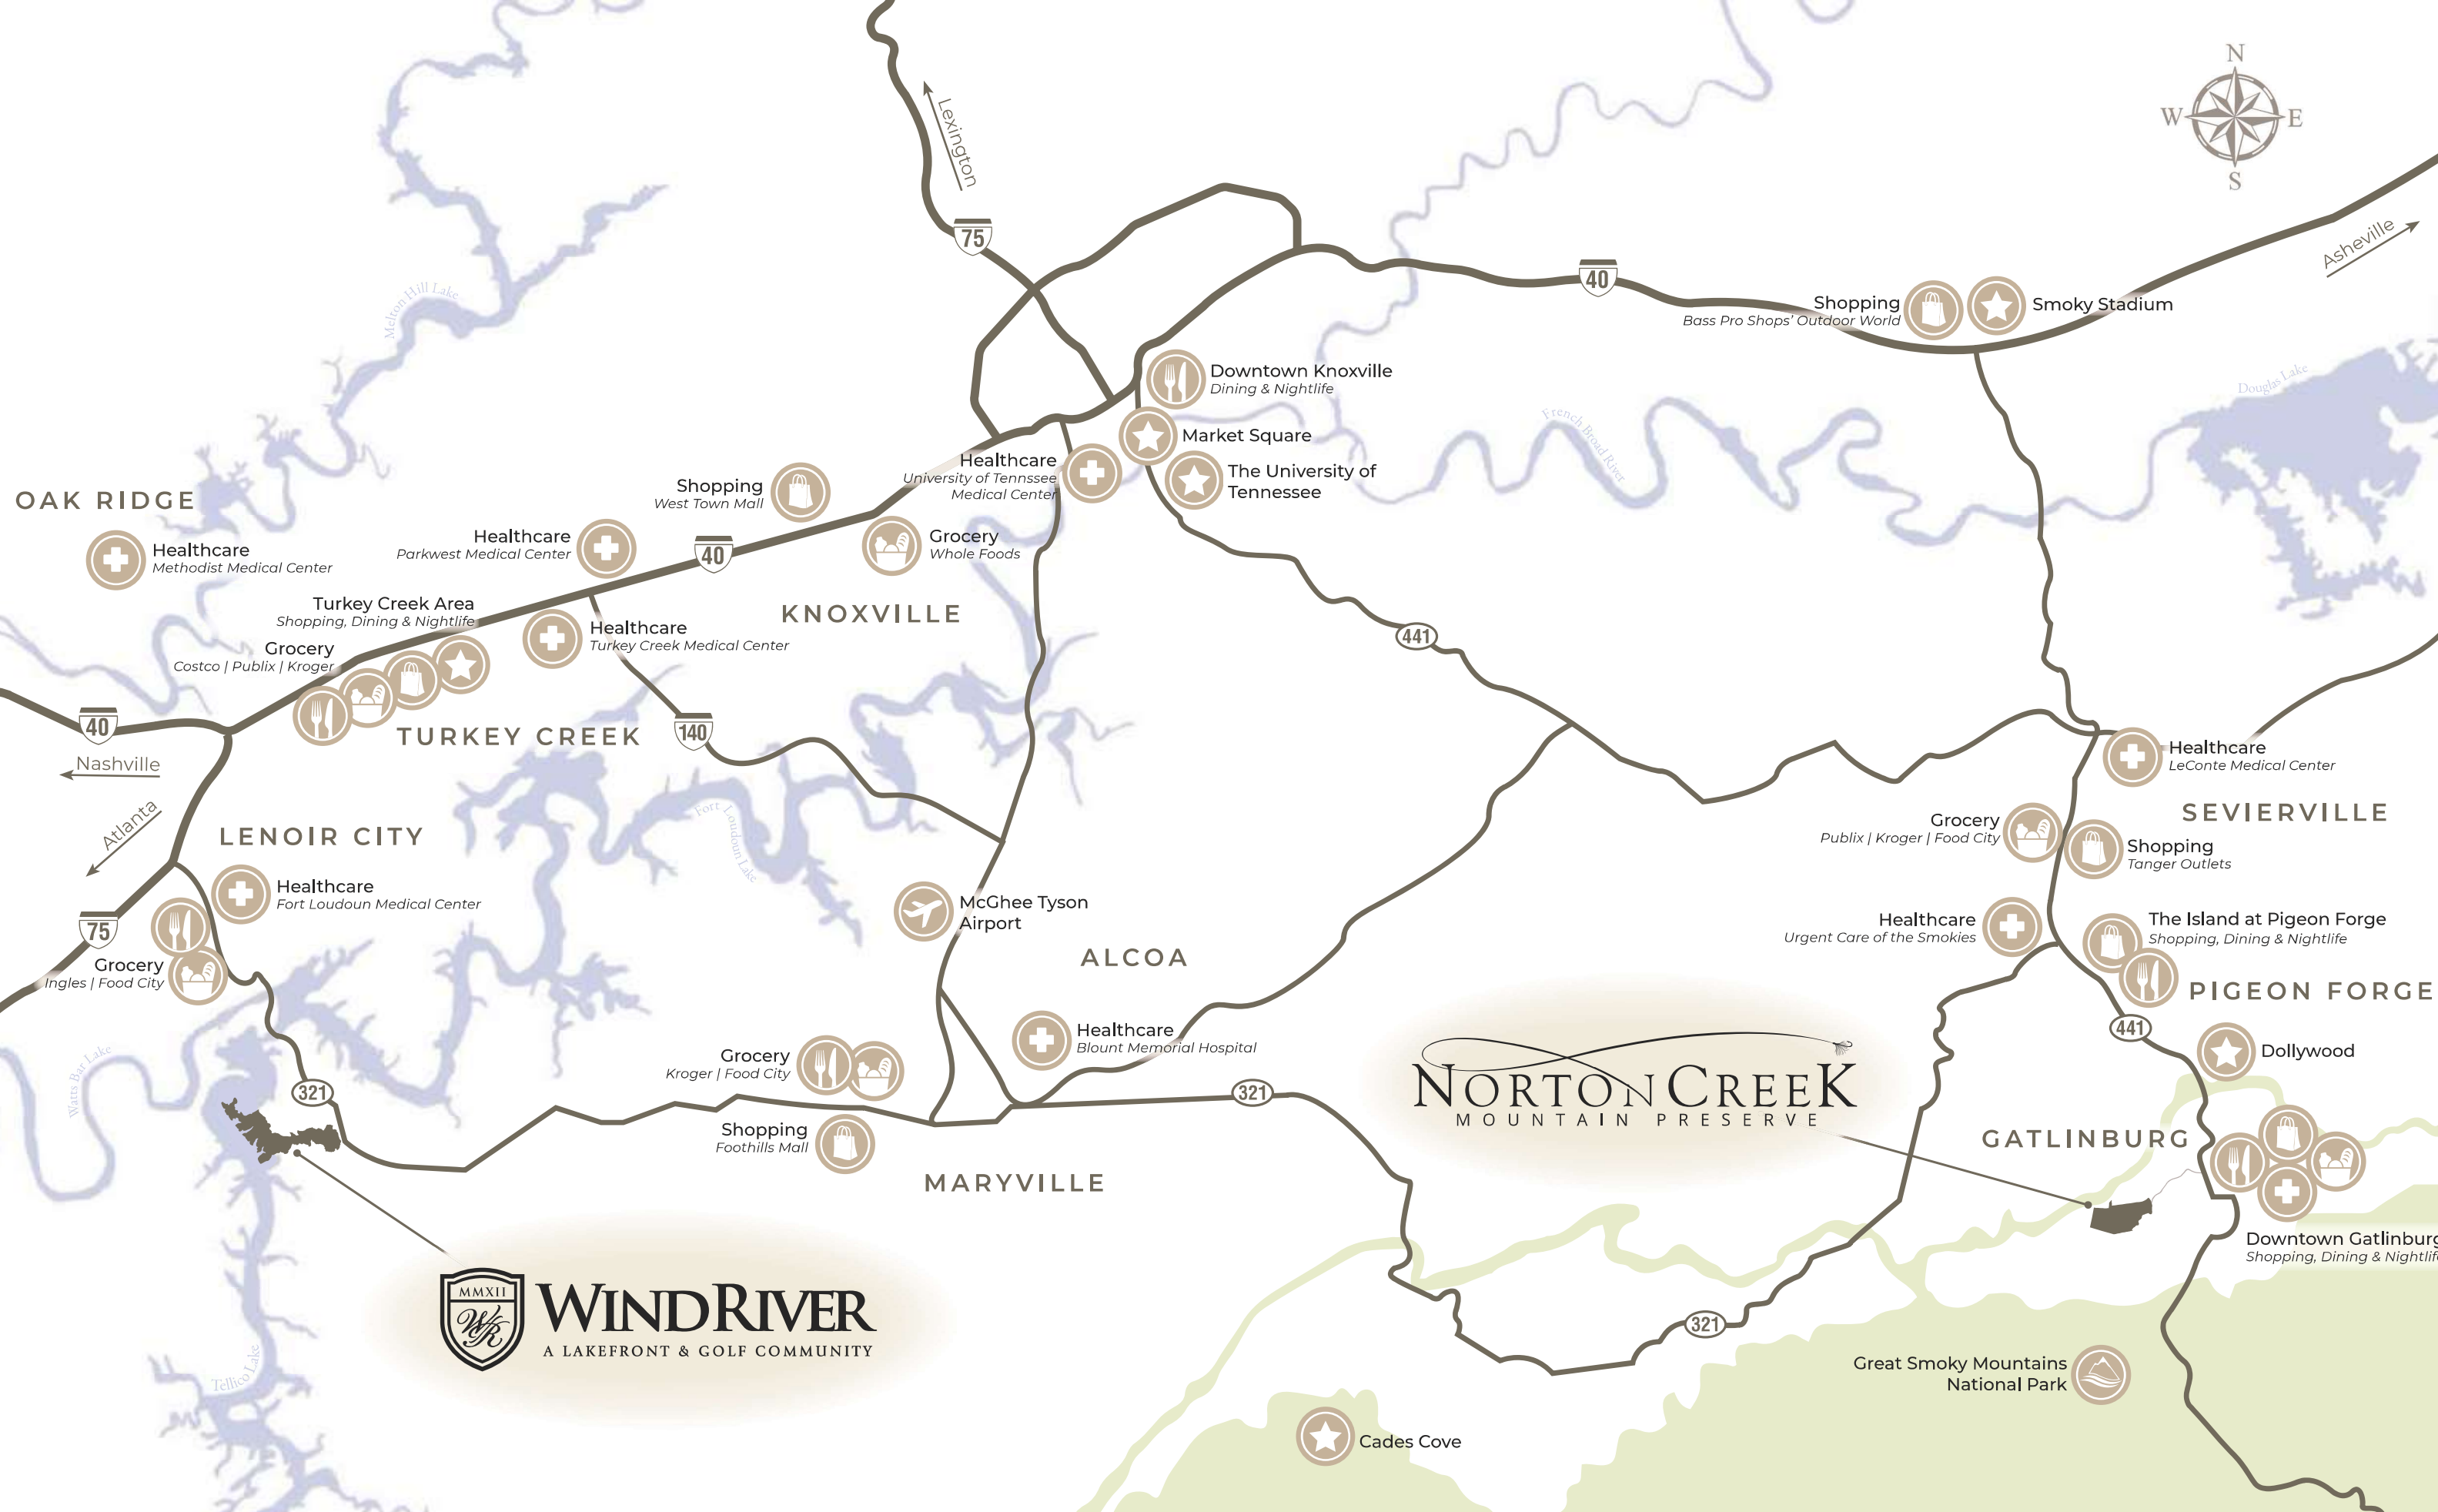 N
W
E
S
Lexington
75
40
Asheville
Shopping
Bass Pro Shops' Outdoor World
Smoky Stadium
Melton Hill Lake
Douglas Lake
Downtown Knoxville
Dining & Nightlife
French Broad River
Market Square
Healthcare
University of Tennssee
Medical Center
The University of
Tennessee
Shopping
West Town Mall
OAK RIDGE
Healthcare
Methodist Medical Center
Healthcare
Parkwest Medical Center
40
Grocery
Whole Foods
KNOXVILLE
Turkey Creek Area
Shopping, Dining & Nightlife
Healthcare
Turkey Creek Medical Center
441
Grocery
Costco | Publix | Kroger
40
TURKEY CREEK
140
Nashville
Healthcare
LeConte Medical Center
Atlanta
LENOIR CITY
Fort Loudoun Lake
SEVIERVILLE
Grocery
Publix | Kroger | Food City
Shopping
Tanger Outlets
Healthcare
Fort Loudoun Medical Center
75
McGhee Tyson
Airport
Healthcare
Urgent Care of the Smokies
The Island at Pigeon Forge
Shopping, Dining & Nightlife
ALCOA
Grocery
Ingles | Food City
PIGEON FORGE
441
Healthcare
Blount Memorial Hospital
Dollywood
Watts Bar Lake
321
Grocery
Kroger | Food City
321
NORTON CREEK
MOUNTAIN PRESERVE
Shopping
Foothills Mall
GATLINBURG
MARYVILLE
Downtown Gatlinburg
Shopping, Dining & Nightlif
MMXII
WR
WINDRIVER
A LAKEFRONT & GOLF COMMUNITY
321
Tellico Lake
Great Smoky Mountains
National Park
Cades Cove